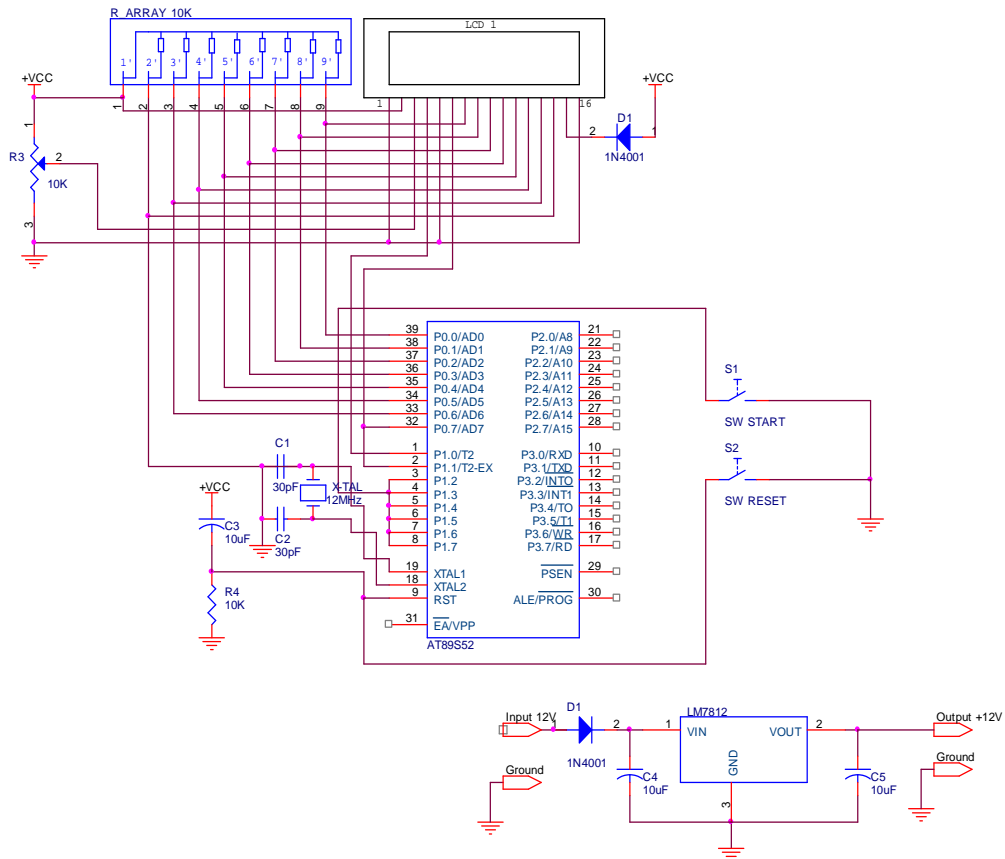 R_ARRAY 10K
1' 2' 3' 4' 5' 6' 7' 8' 9'
1 2 3 4 5 6 7 8 9
LCD 1
1 16
+VCC
1
R3
2
10K
3
+VCC
D1
2 1
1N4001
39 P0.0/AD0
38 P0.1/AD1
37 P0.2/AD2
36 P0.3/AD3
35 P0.4/AD4
34 P0.5/AD5
33 P0.6/AD6
32 P0.7/AD7
1 P1.0/T2
2 P1.1/T2-EX
3 P1.2
4 P1.3
5 P1.4
6 P1.5
7 P1.6
8 P1.7
19 XTAL1
18 XTAL2
9 RST
31 EA/VPP
P2.0/A8 21
P2.1/A9 22
P2.2/A10 23
P2.3/A11 24
P2.4/A12 25
P2.5/A13 26
P2.6/A14 27
P2.7/A15 28
P3.0/RXD 10
P3.1/TXD 11
P3.2/INTO 12
P3.3/INT1 13
P3.4/TO 14
P3.5/T1 15
P3.6/WR 16
P3.7/RD 17
PSEN 29
ALE/PROG 30
AT89S52
C1
30pF
X-TAL
12MHz
C2
30pF
+VCC
C3
10uF
R4
10K
S1
SW START
S2
SW RESET
Input 12V
1
D1
2
1N4001
Ground
LM7812
1 VIN
VOUT 2
GND
3
C4
10uF
C5
10uF
Output +12V
Ground